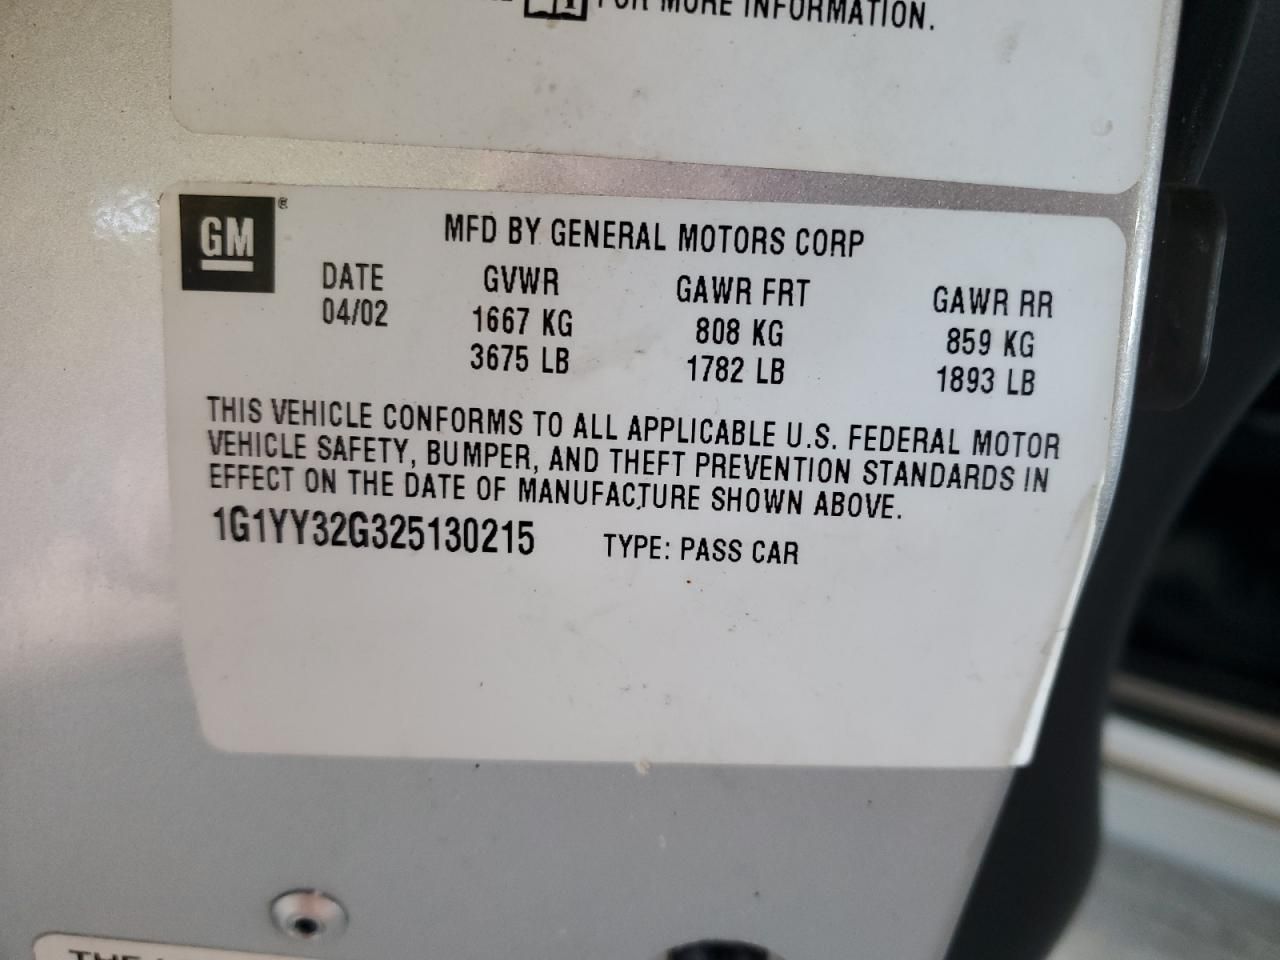 FOR MORE INFORMATION.
GM ®
MFD BY GENERAL MOTORS CORP
DATE GVWR GAWR FRT GAWR RR
04/02 1667 KG 808 KG 859 KG
3675 LB 1782 LB 1893 LB
THIS VEHICLE CONFORMS TO ALL APPLICABLE U.S. FEDERAL MOTOR
VEHICLE SAFETY, BUMPER, AND THEFT PREVENTION STANDARDS IN
EFFECT ON THE DATE OF MANUFACTURE SHOWN ABOVE.
1G1YY32G325130215 TYPE: PASS CAR